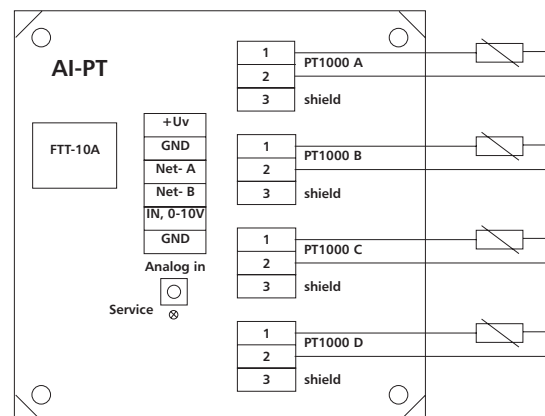 AI-PT
FTT-10A
+Uv
GND
Net- A
Net- B
IN, 0-10V
GND
Analog in
Service
1
2
3
PT1000 A
shield
1
2
3
PT1000 B
shield
1
2
3
PT1000 C
shield
1
2
3
PT1000 D
shield